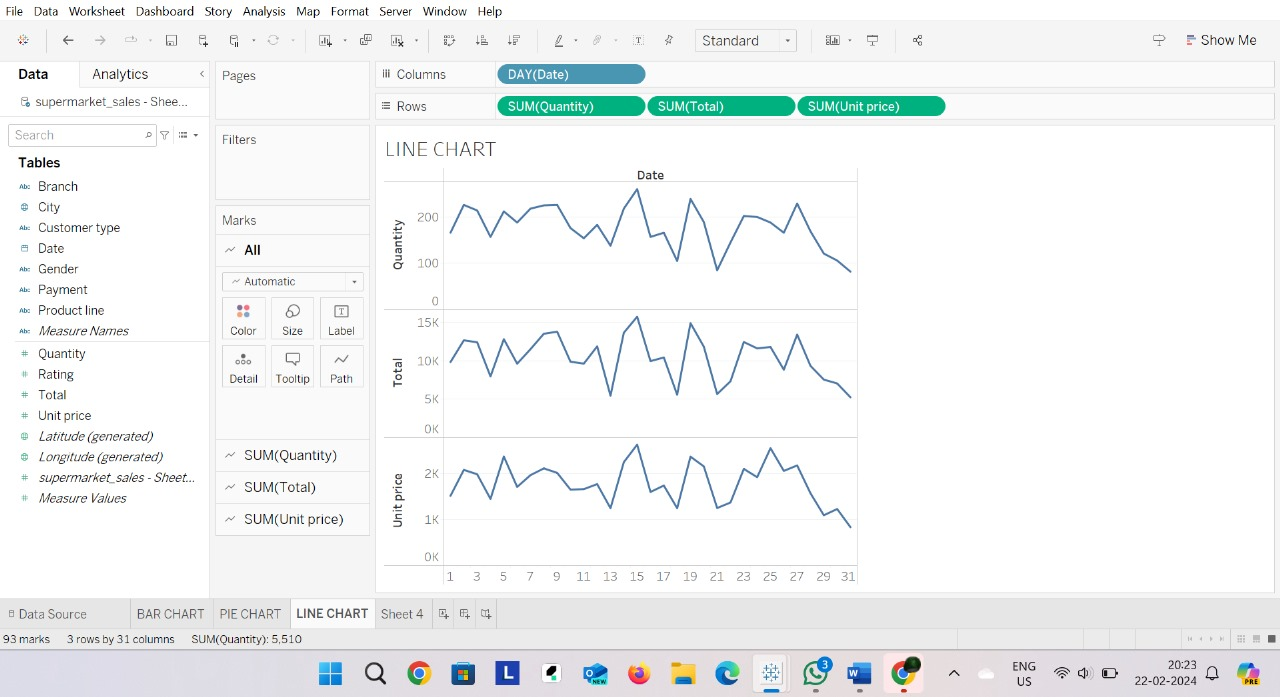 File Data Worksheet Dashboard Story Analysis Map Format Server Window Help
Standard
Show Me
Data Analytics
supermarket_sales - Shee...
Search
Tables
Branch
City
Customer type
Date
Gender
Payment
Product line
Measure Names
Quantity
Rating
Total
Unit price
Latitude (generated)
Longitude (generated)
supermarket_sales - Sheet...
Measure Values
Pages
Filters
Marks
All
Automatic
Color Size Label
Detail Tooltip Path
SUM(Quantity)
SUM(Total)
SUM(Unit price)
Columns DAY(Date)
Rows SUM(Quantity) SUM(Total) SUM(Unit price)
LINE CHART
Date
Quantity
200
100
0
Total
15K
10K
5K
0K
Unit price
2K
1K
0K
1 3 5 7 9 11 13 15 17 19 21 23 25 27 29 31
Data Source BAR CHART PIE CHART LINE CHART Sheet 4
93 marks 3 rows by 31 columns SUM(Quantity): 5,510
ENG
US
20:23
22-02-2024
3
NEW
PRE
L